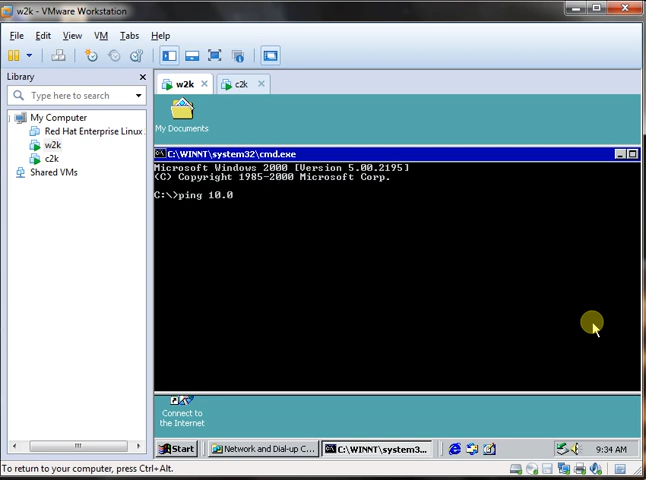 w2k - VMware Workstation
File Edit View VM Tabs Help
Library
Type here to search
My Computer
Red Hat Enterprise Linux
w2k
c2k
Shared VMs
w2k
c2k
My Documents
C:\WINNT\system32\cmd.exe
Microsoft Windows 2000 [Version 5.00.2195]
(C) Copyright 1985-2000 Microsoft Corp.
C:\>ping 10.0
Connect to
the Internet
Start
Network and Dial-up C...
C:\WINNT\system3...
9:34 AM
To return to your computer, press Ctrl+Alt.